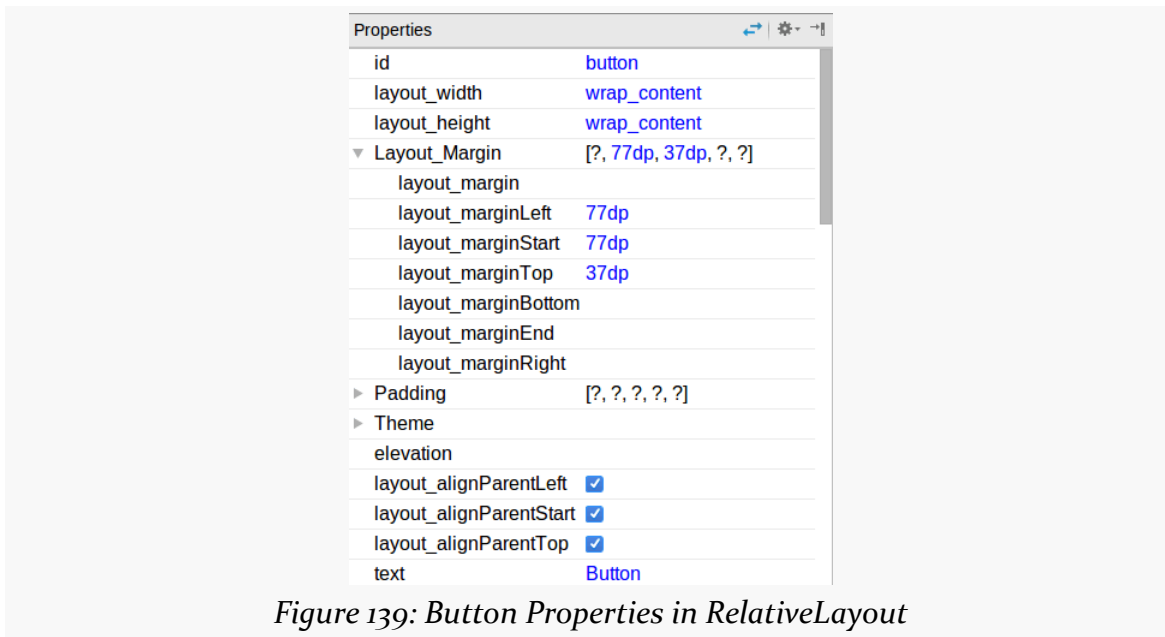 Properties
id button
layout_width wrap_content
layout_height wrap_content
Layout_Margin [?, 77dp, 37dp, ?, ?]
layout_margin
layout_marginLeft 77dp
layout_marginStart 77dp
layout_marginTop 37dp
layout_marginBottom
layout_marginEnd
layout_marginRight
Padding [?, ?, ?, ?, ?]
Theme
elevation
layout_alignParentLeft
layout_alignParentStart
layout_alignParentTop
text Button
Figure 139: Button Properties in RelativeLayout